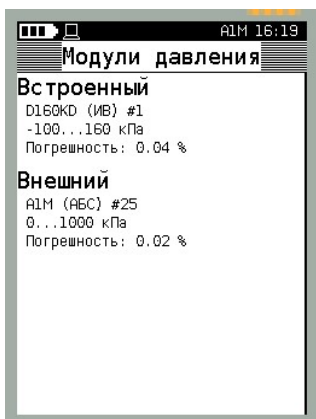 A1M 16:19
Модули давления
Встроенный
D160KD (ИВ) #1
-100...160 кПа
Погрешность: 0.04 %
Внешний
A1M (АБС) #25
0...1000 кПа
Погрешность: 0.02 %